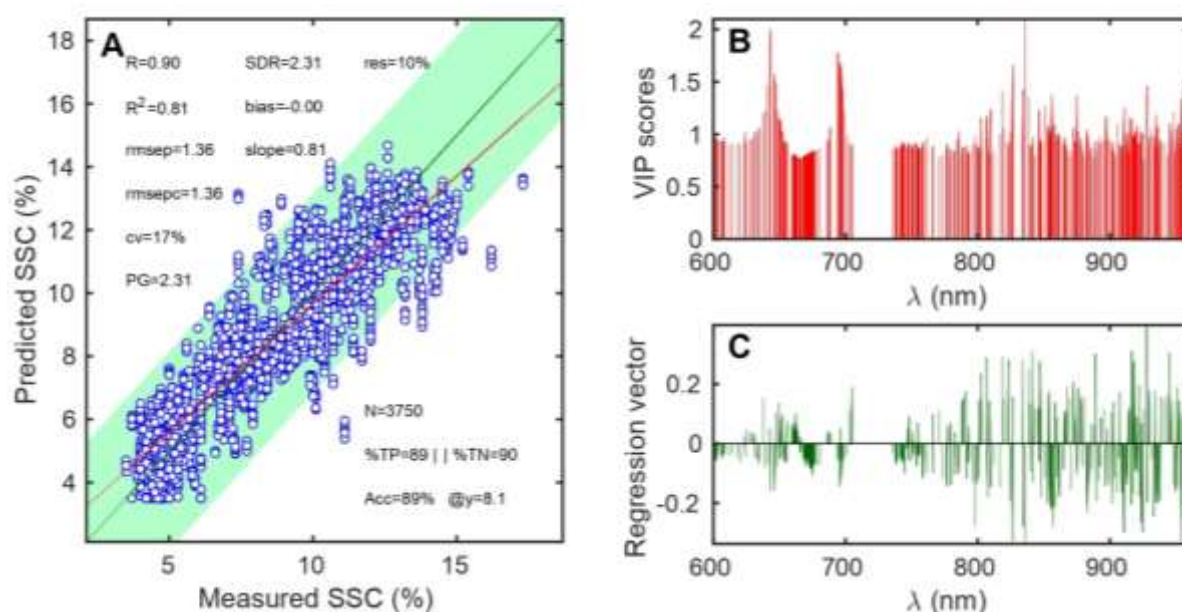 A
R=0.90 SDR=2.31 res=10%
R²=0.81 bias=-0.00
rmsep=1.36 slope=0.81
rmsepc=1.36
cv=17%
PG=2.31
N=3750
%TP=89 | | %TN=90
Acc=89% @y=8.1
18
16
14
12
10
8
6
4
5 10 15
Predicted SSC (%)
Measured SSC (%)
B
2
1.5
1
0.5
0
600 700 800 900
VIP scores
λ (nm)
C
0.2
0
-0.2
600 700 800 900
Regression vector
λ (nm)